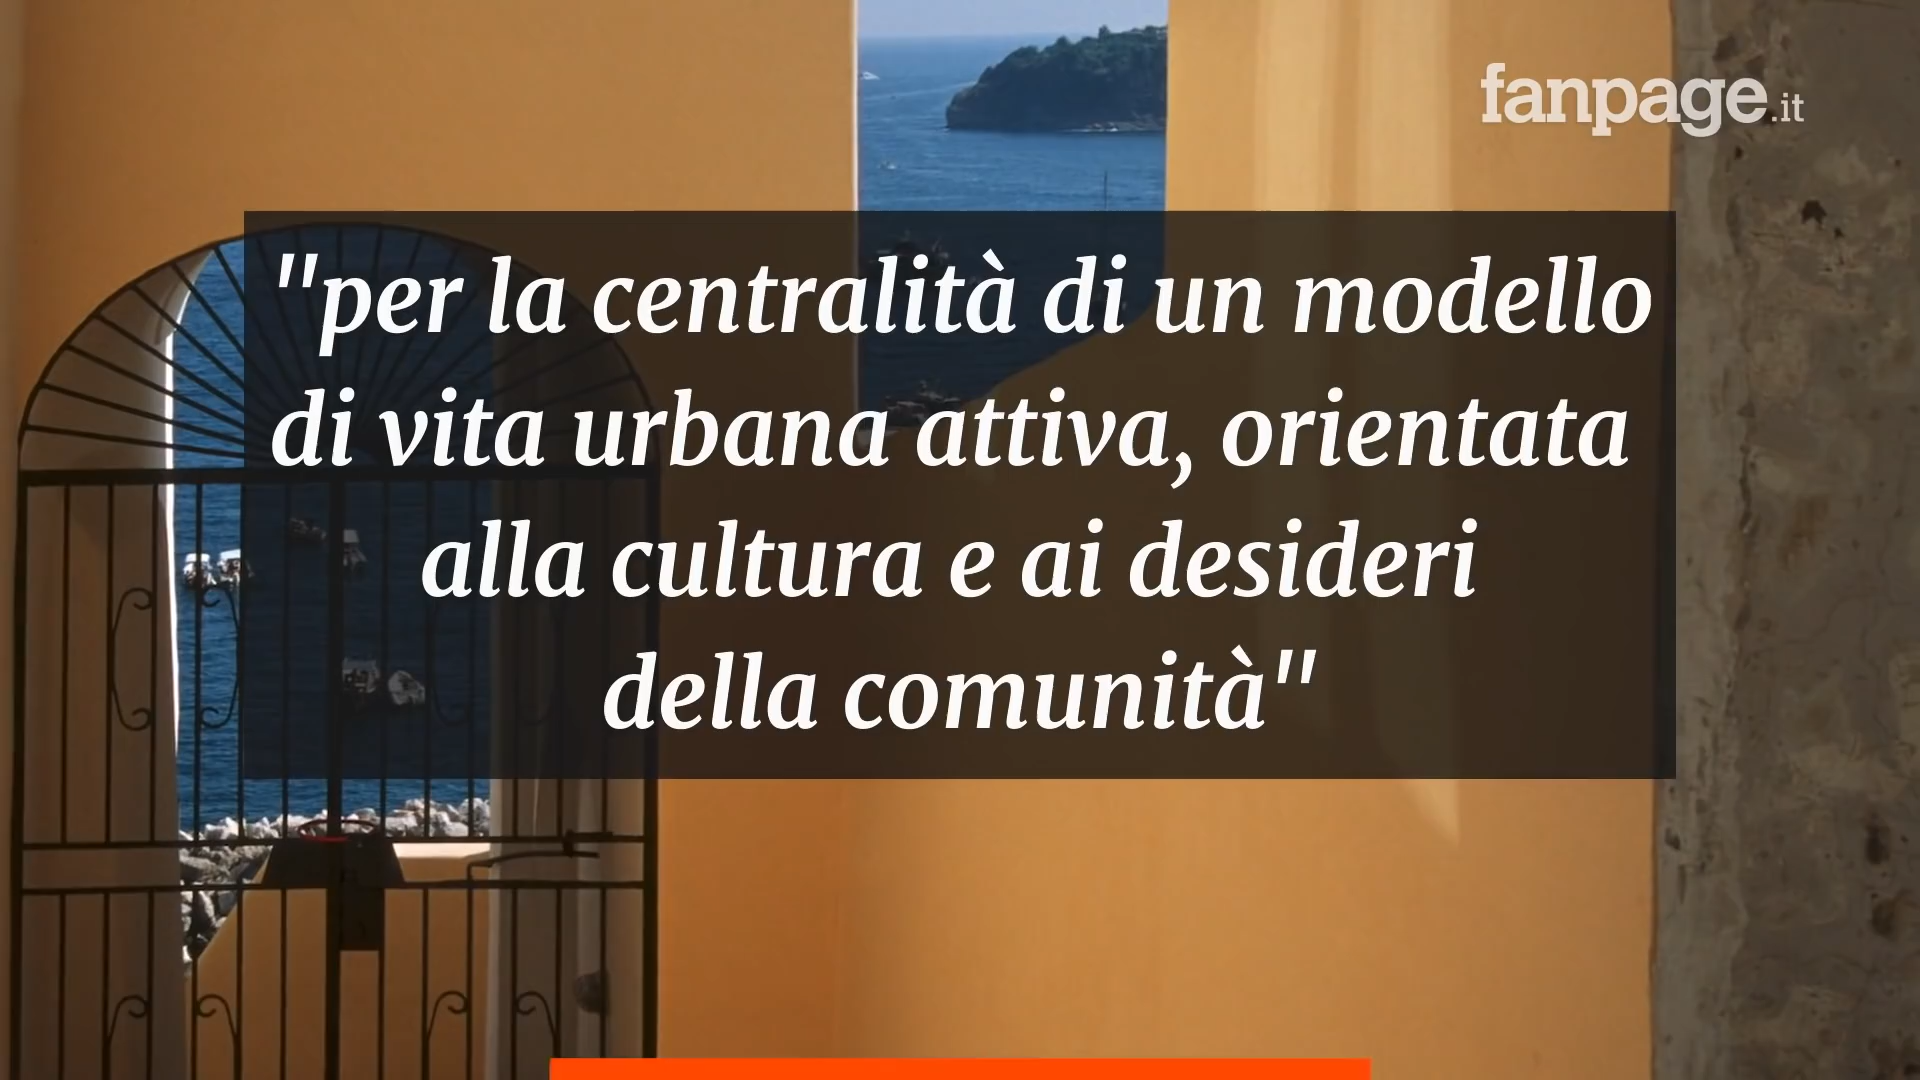 fanpage.it
"per la centralità di un modello
di vita urbana attiva, orientata
alla cultura e ai desideri
della comunità"